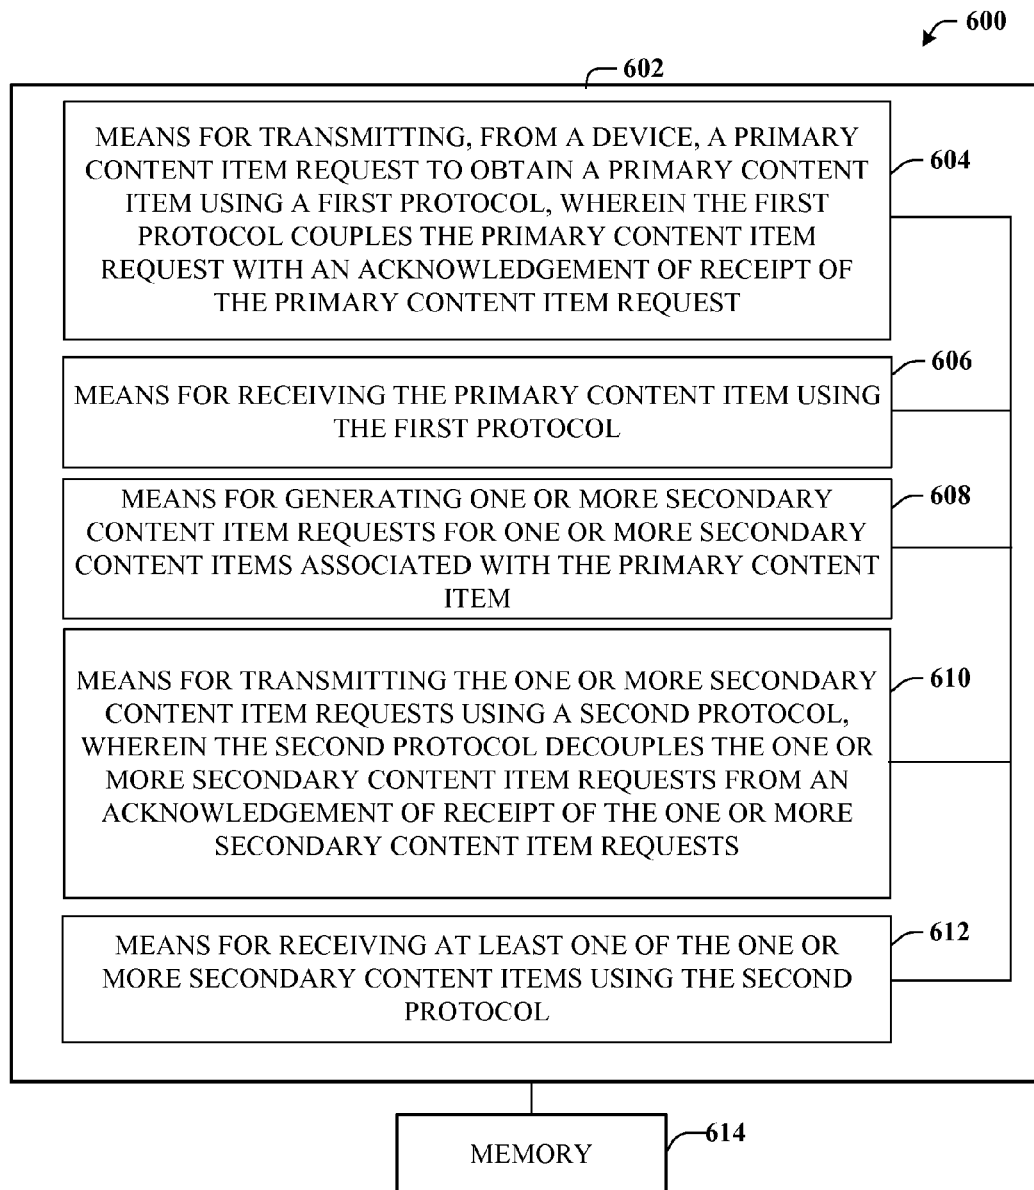 600
602
MEANS FOR TRANSMITTING, FROM A DEVICE, A PRIMARY
CONTENT ITEM REQUEST TO OBTAIN A PRIMARY CONTENT
ITEM USING A FIRST PROTOCOL, WHEREIN THE FIRST
PROTOCOL COUPLES THE PRIMARY CONTENT ITEM
REQUEST WITH AN ACKNOWLEDGEMENT OF RECEIPT OF
THE PRIMARY CONTENT ITEM REQUEST
604
MEANS FOR RECEIVING THE PRIMARY CONTENT ITEM USING
THE FIRST PROTOCOL
606
MEANS FOR GENERATING ONE OR MORE SECONDARY
CONTENT ITEM REQUESTS FOR ONE OR MORE SECONDARY
CONTENT ITEMS ASSOCIATED WITH THE PRIMARY CONTENT
ITEM
608
MEANS FOR TRANSMITTING THE ONE OR MORE SECONDARY
CONTENT ITEM REQUESTS USING A SECOND PROTOCOL,
WHEREIN THE SECOND PROTOCOL DECOUPLES THE ONE OR
MORE SECONDARY CONTENT ITEM REQUESTS FROM AN
ACKNOWLEDGEMENT OF RECEIPT OF THE ONE OR MORE
SECONDARY CONTENT ITEM REQUESTS
610
MEANS FOR RECEIVING AT LEAST ONE OF THE ONE OR
MORE SECONDARY CONTENT ITEMS USING THE SECOND
PROTOCOL
612
MEMORY
614